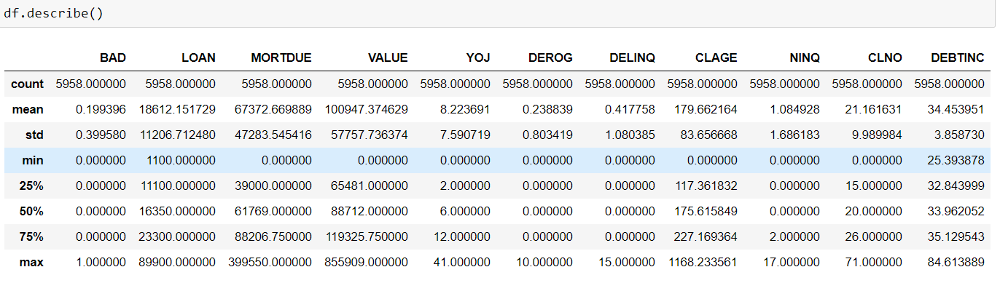 df.describe()
BAD LOAN MORTDUE VALUE YOJ DEROG DELINQ CLAGE NINQ CLNO DEBTINC
count 5958.000000 5958.000000 5958.000000 5958.000000 5958.000000 5958.000000 5958.000000 5958.000000 5958.000000 5958.000000 5958.000000
mean 0.199396 18612.151729 67372.669889 100947.374629 8.223691 0.238839 0.417758 179.662164 1.084928 21.161631 34.453951
std 0.399580 11206.712480 47283.545416 57757.736374 7.590719 0.803419 1.080385 83.656668 1.686183 9.989984 3.858730
min 0.000000 1100.000000 0.000000 0.000000 0.000000 0.000000 0.000000 0.000000 0.000000 0.000000 25.393878
25% 0.000000 11100.000000 39000.000000 65481.000000 2.000000 0.000000 0.000000 117.361832 0.000000 15.000000 32.843999
50% 0.000000 16350.000000 61769.000000 88712.000000 6.000000 0.000000 0.000000 175.615849 0.000000 20.000000 33.962052
75% 0.000000 23300.000000 88206.750000 119325.750000 12.000000 0.000000 0.000000 227.169364 2.000000 26.000000 35.129543
max 1.000000 89900.000000 399550.000000 855909.000000 41.000000 10.000000 15.000000 1168.233561 17.000000 71.000000 84.613889